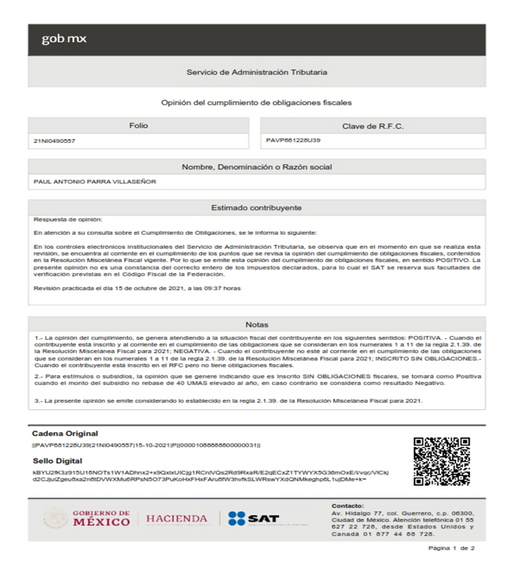 gob mx
Servicio de Administración Tributaria
Opinión del cumplimiento de obligaciones fiscales
Folio
Clave de R.F.C.
21NI0490557
PAVP881228U39
Nombre, Denominación o Razón social
PAUL ANTONIO PARRA VILLASEÑOR
Estimado contribuyente
Respuesta de opinión:
En atención a su consulta sobre el Cumplimiento de Obligaciones, se le informa lo siguiente:
En los controles electrónicos institucionales del Servicio de Administración Tributaria, se observa que en el momento en que se realiza esta
revisión, se encuentra al corriente en el cumplimiento de los puntos que se revisa la opinión del cumplimiento de obligaciones fiscales, contenidos
en la Resolución Miscelánea Fiscal vigente. Por lo que se emite esta opinión del cumplimiento de obligaciones fiscales, en sentido POSITIVO. La
presente opinión no es una constancia del correcto entero de los impuestos declarados, para lo cual el SAT se reserva sus facultades de
verificación previstas en el Código Fiscal de la Federación.
Revisión practicada el día 15 de octubre de 2021, a las 09:37 horas
Notas
1.- La opinión del cumplimiento, se genera atendiendo a la situación fiscal del contribuyente en los siguientes sentidos: POSITIVA. - Cuando el
contribuyente está inscrito y al corriente en el cumplimiento de las obligaciones que se consideran en los numerales 1 a 11 de la regla 2.1.39. de
la Resolución Miscelánea Fiscal para 2021; NEGATIVA. - Cuando el contribuyente no esté al corriente en el cumplimiento de las obligaciones
que se consideran en los numerales 1 a 11 de la regla 2.1.39. de la Resolución Miscelánea Fiscal para 2021; INSCRITO SIN OBLIGACIONES.-
Cuando el contribuyente está inscrito en el RFC pero no tiene obligaciones fiscales.
2.- Para estímulos o subsidios, la opinión que se genere indicando que es Inscrito SIN OBLIGACIONES fiscales, se tomará como Positiva
cuando el monto del subsidio no rebase de 40 UMAS elevado al año, en caso contrario se considera como resultado Negativo.
3.- La presente opinión se emite considerando lo establecido en la regla 2.1.39. de la Resolución Miscelánea Fiscal para 2021.
Cadena Original
Sello Digital
GOBIERNO DE
MÉXICO
HACIENDA
SAT
Contacto:
Av. Hidalgo 77, col. Guerrero, c.p. 06300,
Ciudad de México. Atención telefónica 01 55
627 22 728, desde Estados Unidos y
Canadá 01 877 44 88 728.
Página 1 de 2